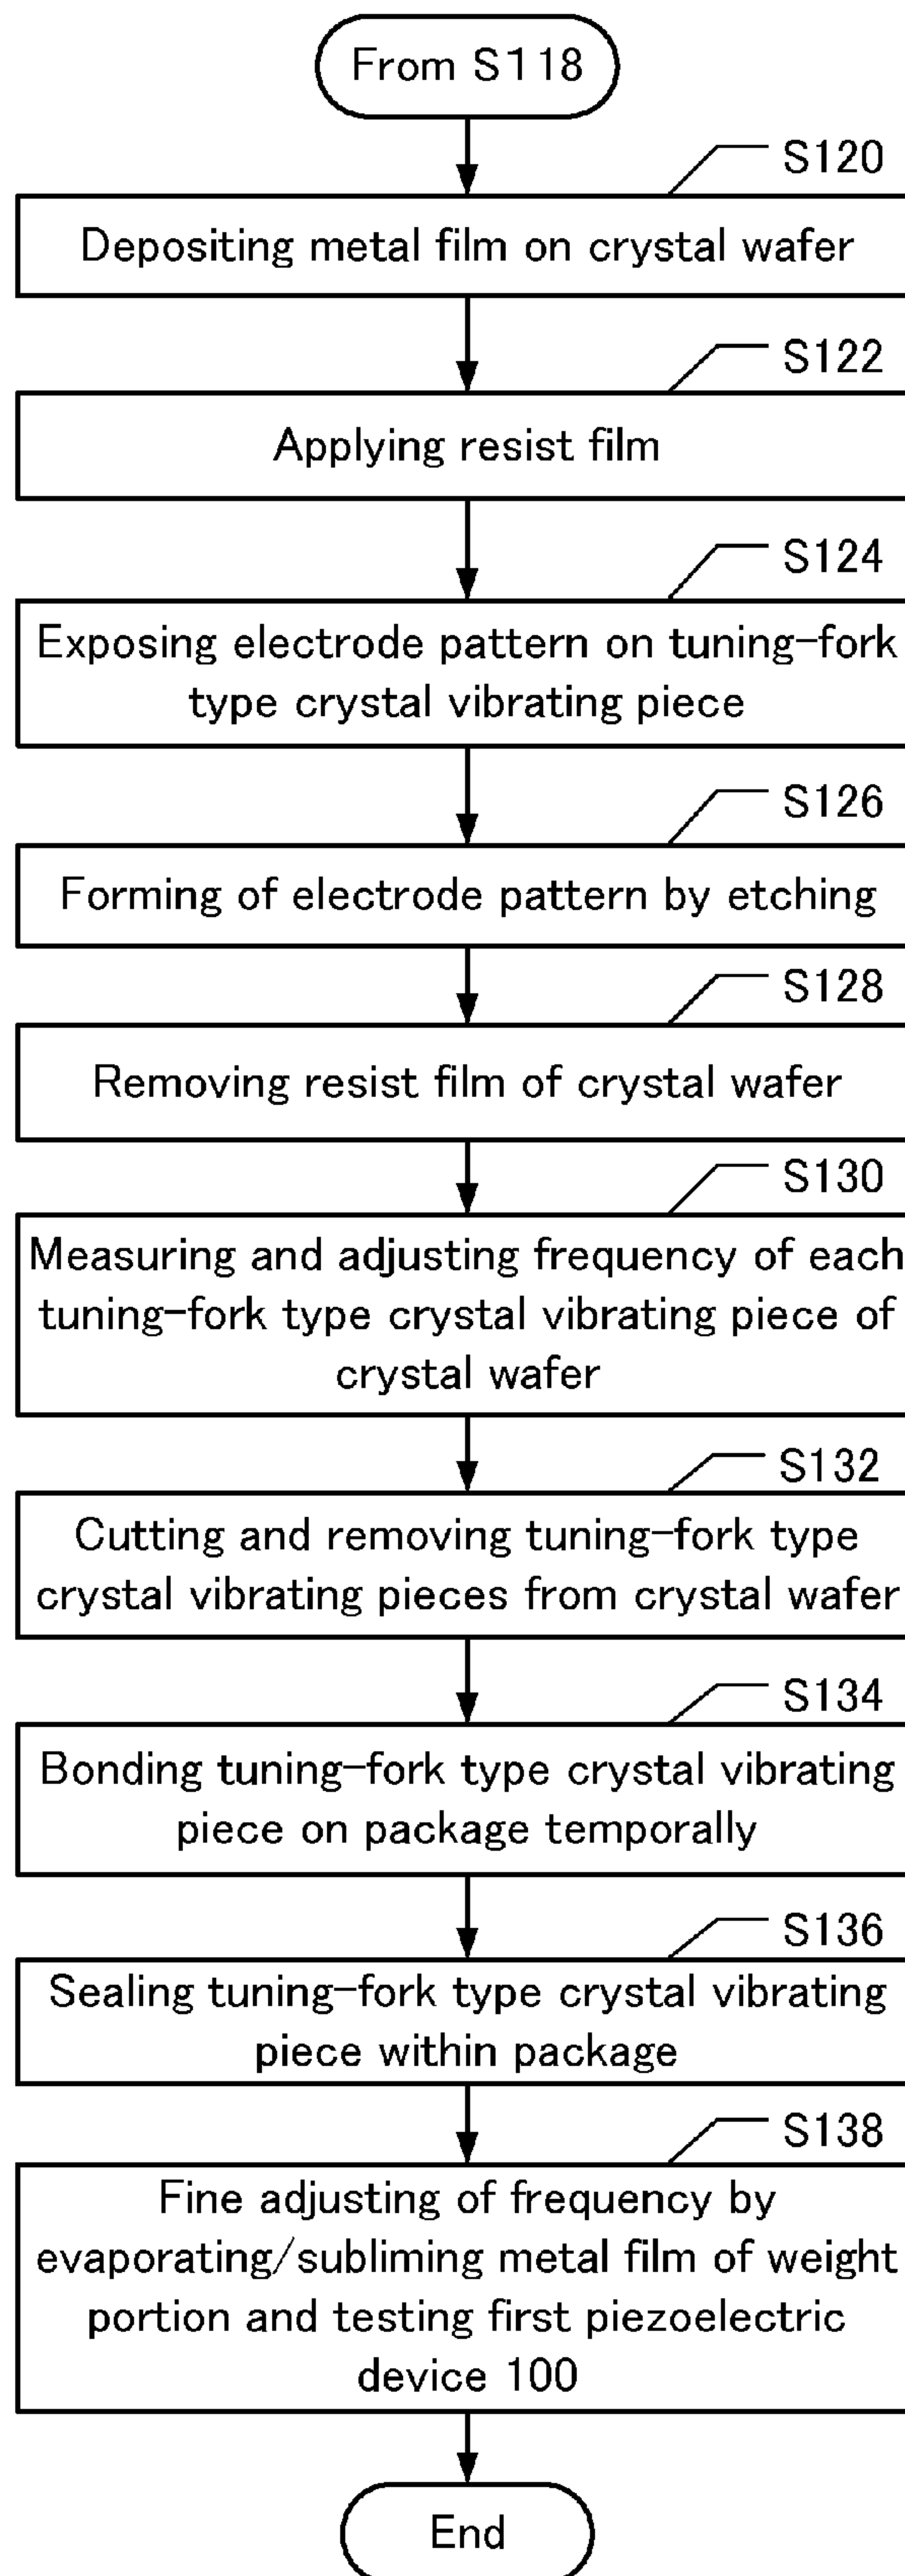 From S118
S120
Depositing metal film on crystal wafer
S122
Applying resist film
S124
Exposing electrode pattern on tuning-fork
type crystal vibrating piece
S126
Forming of electrode pattern by etching
S128
Removing resist film of crystal wafer
S130
Measuring and adjusting frequency of each
tuning-fork type crystal vibrating piece of
crystal wafer
S132
Cutting and removing tuning-fork type
crystal vibrating pieces from crystal wafer
S134
Bonding tuning-fork type crystal vibrating
piece on package temporally
S136
Sealing tuning-fork type crystal vibrating
piece within package
S138
Fine adjusting of frequency by
evaporating/subliming metal film of weight
portion and testing first piezoelectric
device 100
End